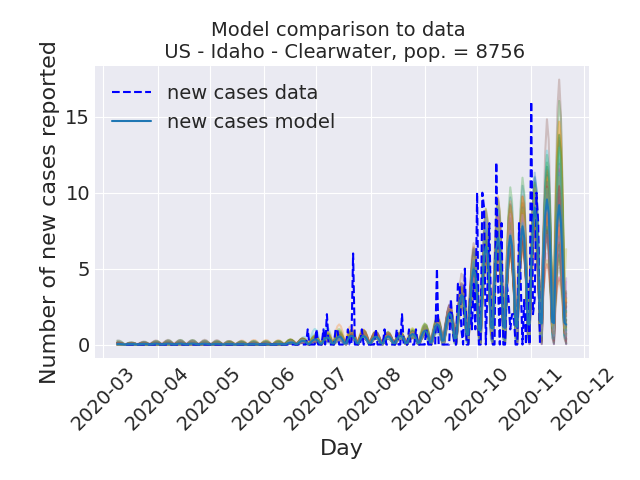 Model comparison to data
US - Idaho - Clearwater, pop. = 8756
new cases data
new cases model
Number of new cases reported
15
10
5
0
2020-03
2020-04
2020-05
2020-06
2020-07
2020-08
2020-09
2020-10
2020-11
2020-12
Day